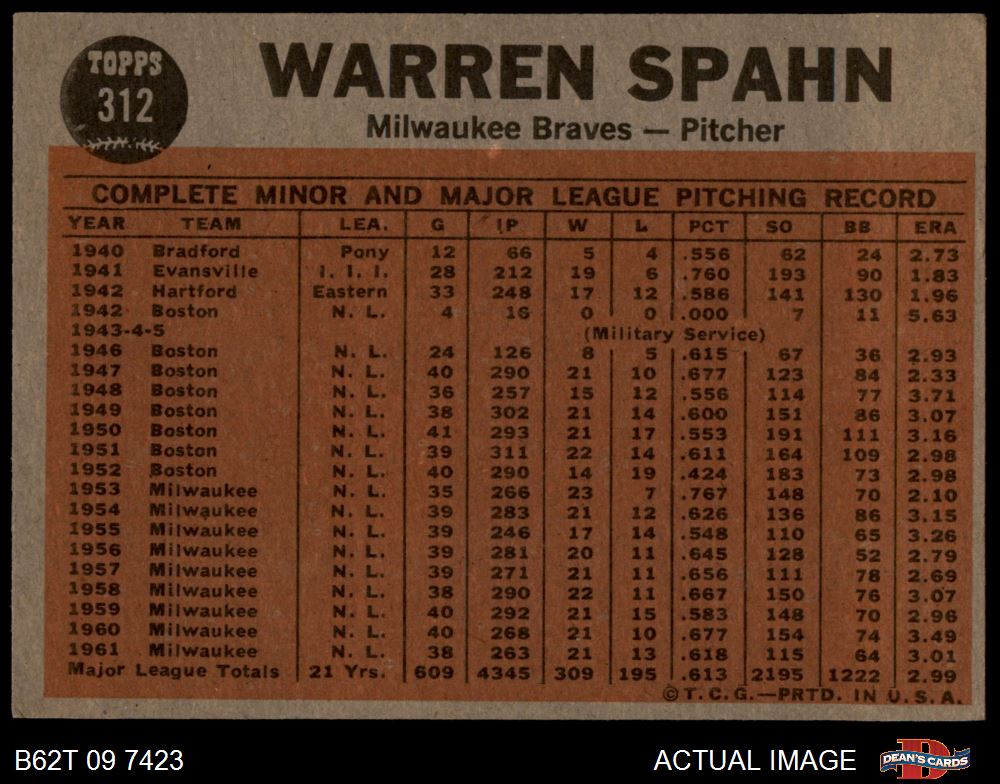 TOPPS
312
WARREN SPAHN
Milwaukee Braves — Pitcher
COMPLETE MINOR AND MAJOR LEAGUE PITCHING RECORD
YEAR TEAM LEA. G IP W L PCT SO BB ERA
1940 Bradford Pony 12 66 5 4 .556 62 24 2.73
1941 Evansville I. I. I. 28 212 19 6 .760 193 90 1.83
1942 Hartford Eastern 33 248 17 12 .586 141 130 1.96
1942 Boston N. L. 4 16 0 0 .000 7 11 5.63
1943-4-5 (Military Service)
1946 Boston N. L. 24 126 8 5 .615 67 36 2.93
1947 Boston N. L. 40 290 21 10 .677 123 84 2.33
1948 Boston N. L. 36 257 15 12 .556 114 77 3.71
1949 Boston N. L. 38 302 21 14 .600 151 86 3.07
1950 Boston N. L. 41 293 21 17 .553 191 111 3.16
1951 Boston N. L. 39 311 22 14 .611 164 109 2.98
1952 Boston N. L. 40 290 14 19 .424 183 73 2.98
1953 Milwaukee N. L. 35 266 23 7 .767 148 70 2.10
1954 Milwaukee N. L. 39 283 21 12 .626 136 86 3.15
1955 Milwaukee N. L. 39 246 17 14 .548 110 65 3.26
1956 Milwaukee N. L. 39 281 20 11 .645 128 52 2.79
1957 Milwaukee N. L. 39 271 21 11 .656 111 78 2.69
1958 Milwaukee N. L. 38 290 22 11 .667 150 76 3.07
1959 Milwaukee N. L. 40 292 21 15 .583 148 70 2.96
1960 Milwaukee N. L. 40 268 21 10 .677 154 74 3.49
1961 Milwaukee N. L. 38 263 21 13 .618 115 64 3.01
Major League Totals 21 Yrs. 609 4345 309 195 .613 2195 1222 2.99
© T. C. G.—PRTD. IN U. S. A.
B62T 09 7423 ACTUAL IMAGE DEAN'S CARDS